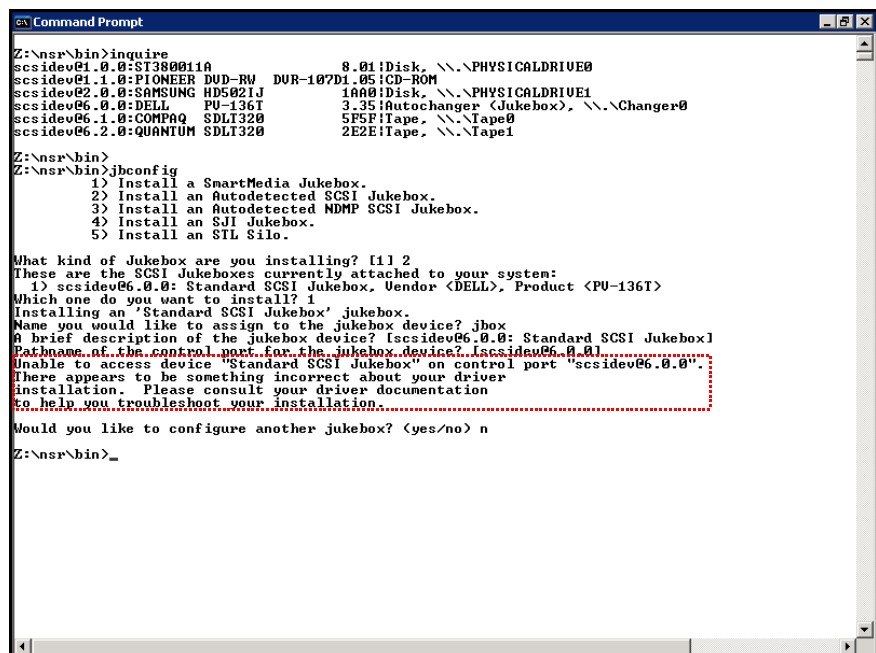 Command Prompt
Z:\nsr\bin>inquire
scsidev@1.0.0:ST380011A                 8.01|Disk, \\.\PHYSICALDRIVE0
scsidev@1.1.0:PIONEER DVD-RW  DVR-107D1.05|CD-ROM
scsidev@2.0.0:SAMSUNG HD502IJ           1AA0|Disk, \\.\PHYSICALDRIVE1
scsidev@6.0.0:DELL    PV-136T           3.35|Autochanger (Jukebox), \\.\Changer0
scsidev@6.1.0:COMPAQ  SDLT320           5F5F|Tape, \\.\Tape0
scsidev@6.2.0:QUANTUM SDLT320           2E2E|Tape, \\.\Tape1
Z:\nsr\bin>
Z:\nsr\bin>jbconfig
1) Install a SmartMedia Jukebox.
2) Install an Autodetected SCSI Jukebox.
3) Install an Autodetected NDMP SCSI Jukebox.
4) Install an SJI Jukebox.
5) Install an STL Silo.
What kind of Jukebox are you installing? [1] 2
These are the SCSI Jukeboxes currently attached to your system:
1) scsidev@6.0.0: Standard SCSI Jukebox, Vendor <DELL>, Product <PV-136T>
Which one do you want to install? 1
Installing an 'Standard SCSI Jukebox' jukebox.
Name you would like to assign to the jukebox device? jbox
A brief description of the jukebox device? [scsidev@6.0.0: Standard SCSI Jukebox]
Pathname of the control port for the jukebox device? [scsidev@6.0.0]
Unable to access device "Standard SCSI Jukebox" on control port "scsidev@6.0.0".
There appears to be something incorrect about your driver
installation.  Please consult your driver documentation
to help you troubleshoot your installation.
Would you like to configure another jukebox? (yes/no) n
Z:\nsr\bin>_